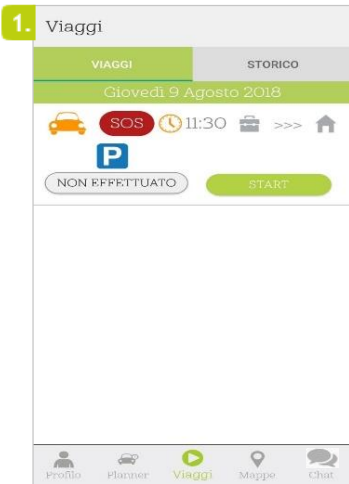 1.
Viaggi
VIAGGI STORICO
Giovedì 9 Agosto 2018
SOS 11:30 >>>
P
NON EFFETTUATO START
Profilo Planner Viaggi Mappe Chat